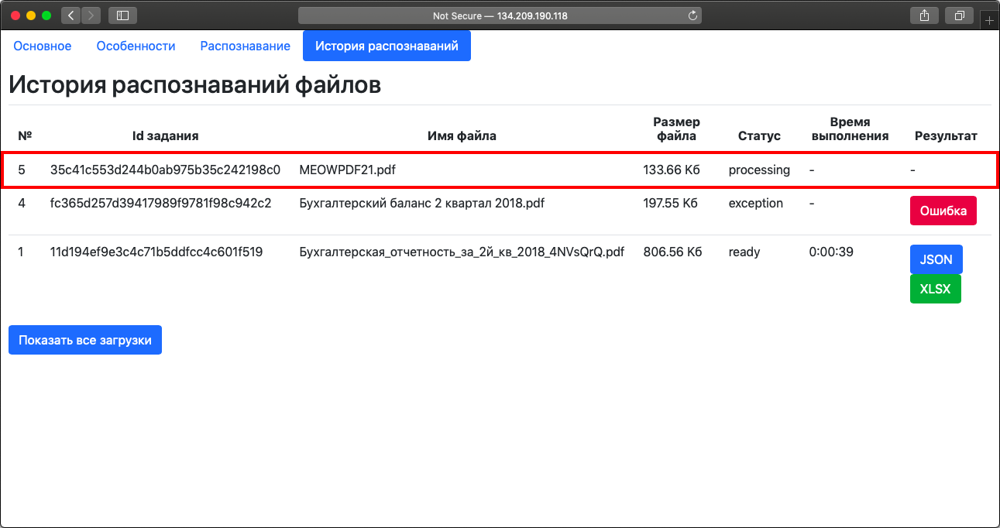 Not Secure — 134.209.190.118
Основное Особенности Распознавание История распознаваний
История распознаваний файлов
№ Id задания Имя файла Размер файла Статус Время выполнения Результат
5 35c41c553d244b0ab975b35c242198c0 MEOWPDF21.pdf 133.66 Кб processing - -
4 fc365d257d39417989f9781f98c942c2 Бухгалтерский баланс 2 квартал 2018.pdf 197.55 Кб exception - Ошибка
1 11d194ef9e3c4c71b5ddfcc4c601f519 Бухгалтерская_отчетность_за_2й_кв_2018_4NVsQrQ.pdf 806.56 Кб ready 0:00:39 JSON
XLSX
Показать все загрузки